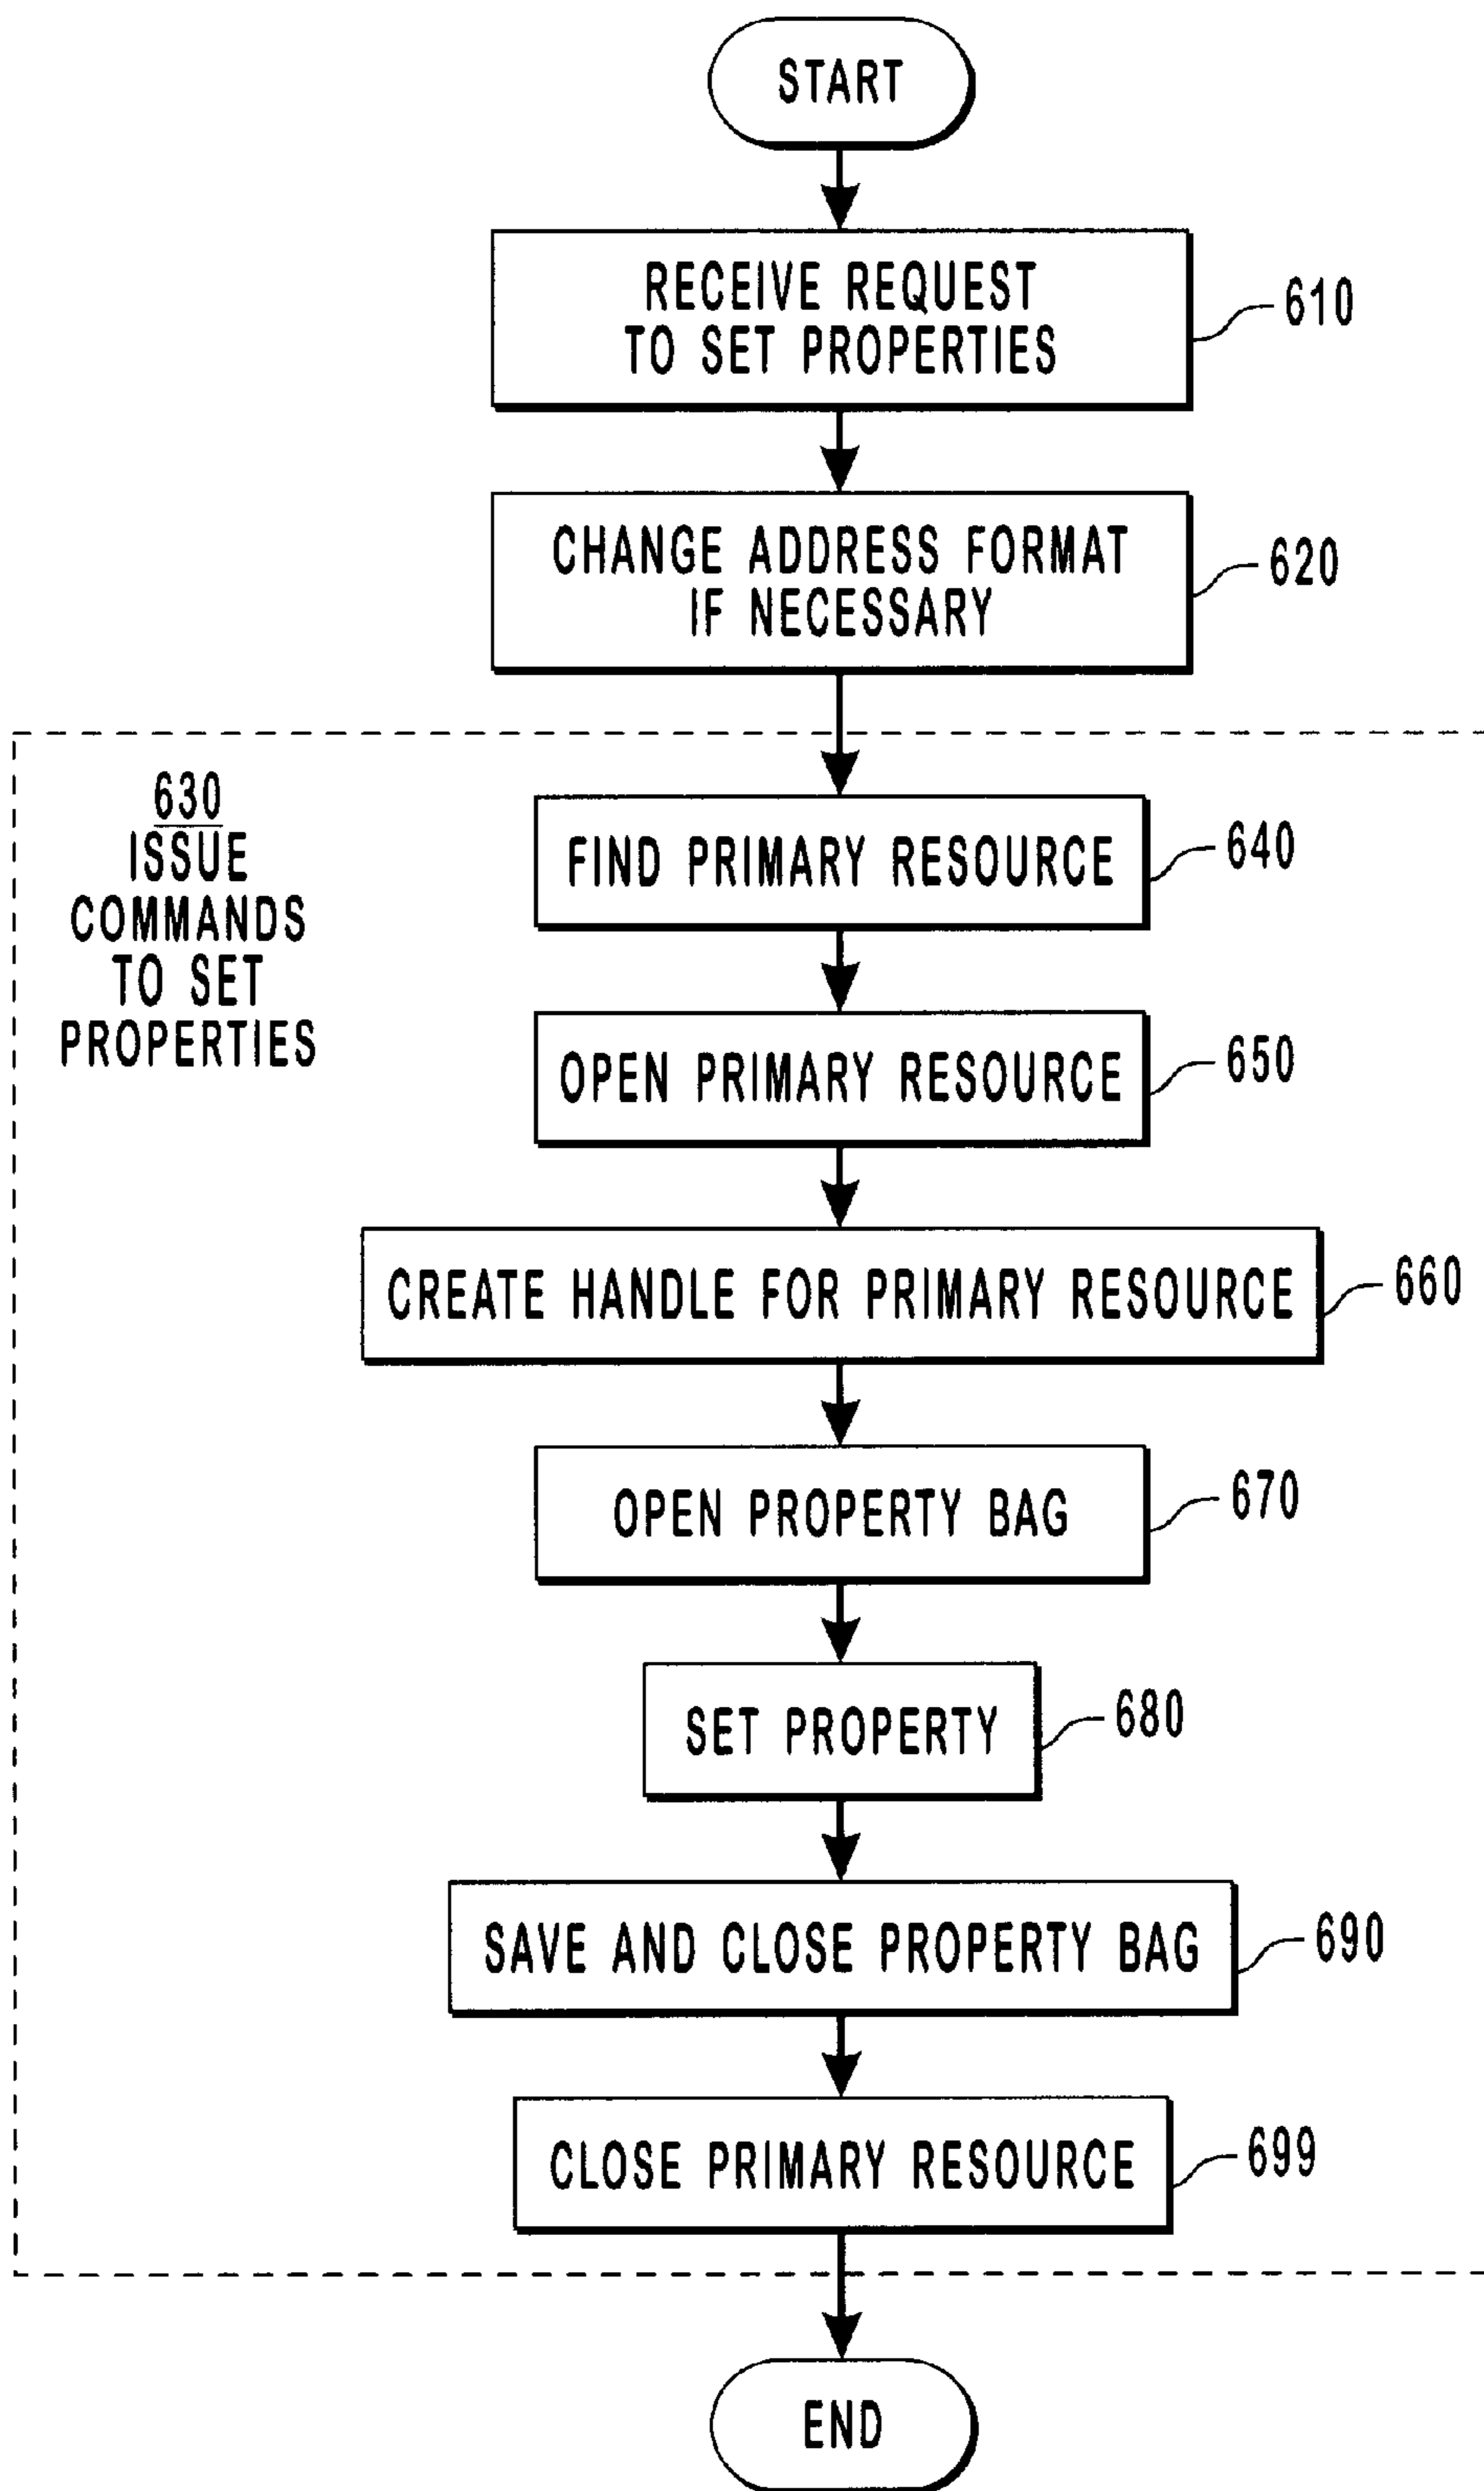 START
RECEIVE REQUEST
TO SET PROPERTIES
610
CHANGE ADDRESS FORMAT
IF NECESSARY
620
630
ISSUE
COMMANDS
TO SET
PROPERTIES
FIND PRIMARY RESOURCE
640
OPEN PRIMARY RESOURCE
650
CREATE HANDLE FOR PRIMARY RESOURCE
660
OPEN PROPERTY BAG
670
SET PROPERTY
680
SAVE AND CLOSE PROPERTY BAG
690
CLOSE PRIMARY RESOURCE
699
END